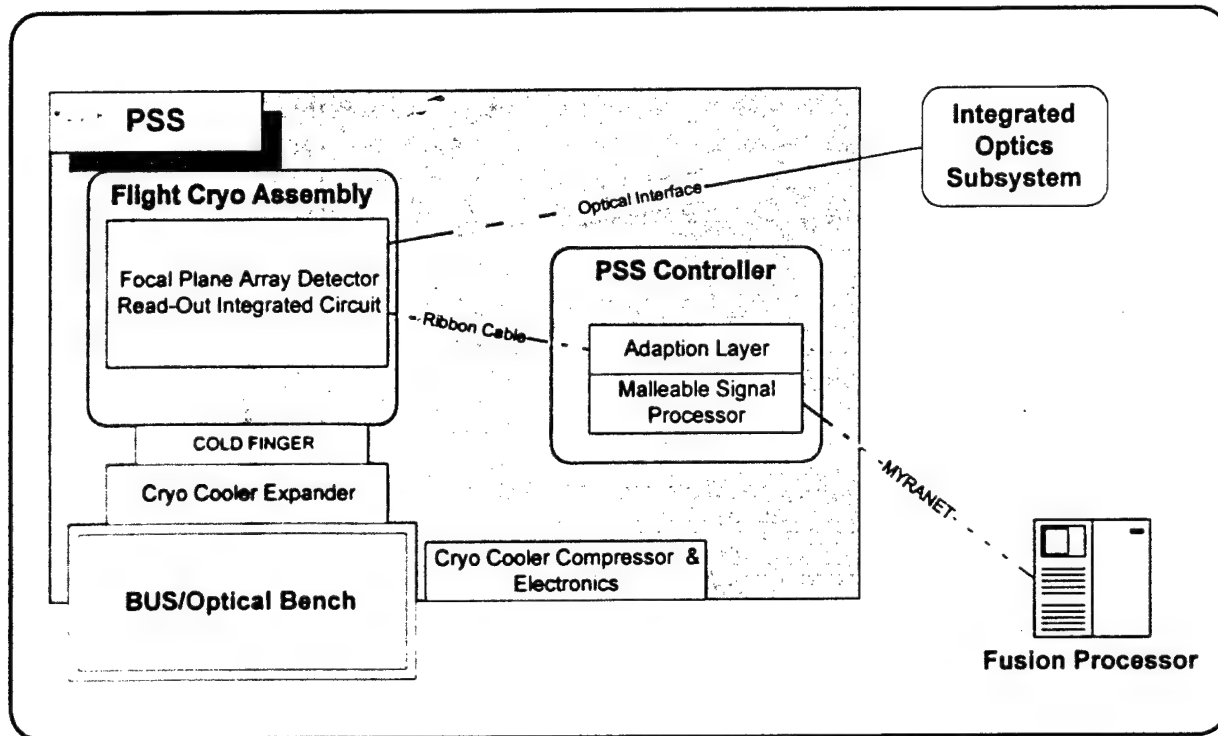 PSS
Integrated
Optics
Subsystem
Flight Cryo Assembly
Optical Interface
Focal Plane Array Detector
Read-Out Integrated Circuit
PSS Controller
Ribbon Cable
Adaption Layer
Malleable Signal
Processor
COLD FINGER
Cryo Cooler Expander
MYRANET
Cryo Cooler Compressor &
Electronics
BUS/Optical Bench
Fusion Processor